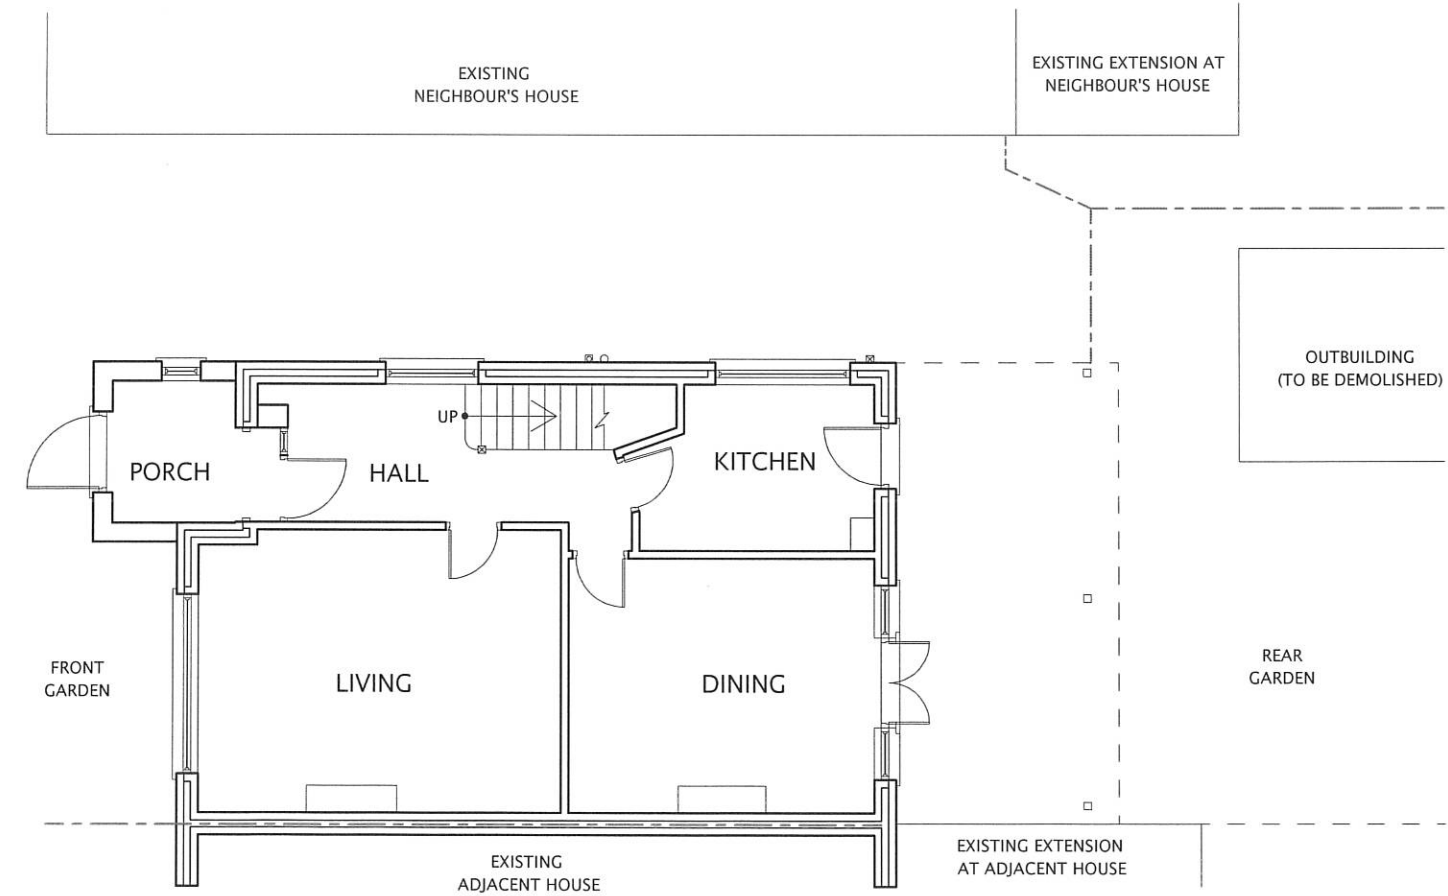 EXISTING
NEIGHBOUR'S HOUSE
EXISTING EXTENSION AT
NEIGHBOUR'S HOUSE
OUTBUILDING
(TO BE DEMOLISHED)
UP
PORCH
HALL
KITCHEN
FRONT
GARDEN
LIVING
DINING
REAR
GARDEN
EXISTING
ADJACENT HOUSE
EXISTING EXTENSION
AT ADJACENT HOUSE